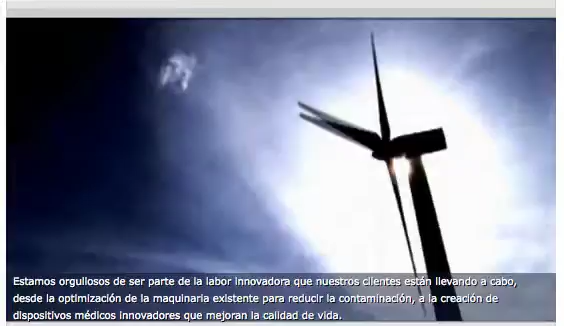 Estamos orgullosos de ser parte de la labor innovadora que nuestros clientes están llevando a cabo,
desde la optimización de la maquinaria existente para reducir la contaminación, a la creación de
dispositivos médicos innovadores que mejoran la calidad de vida.